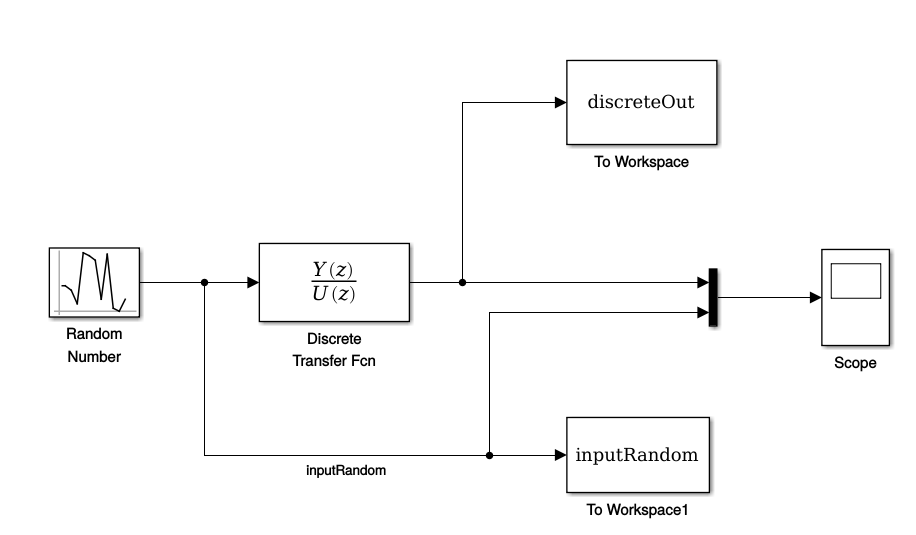 discreteOut
To Workspace
Random
Number
Y(z)
U(z)
Discrete
Transfer Fcn
Scope
inputRandom
inputRandom
To Workspace1